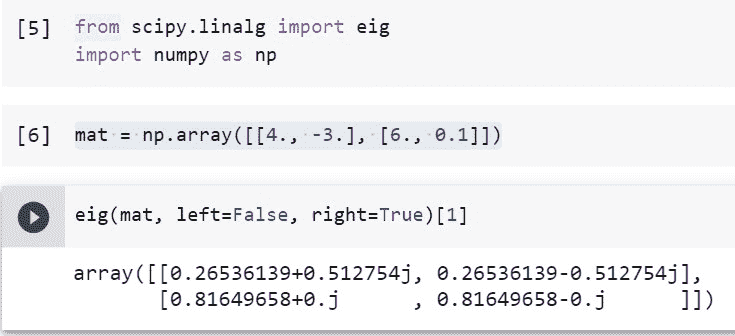 [5] from scipy.linalg import eig
import numpy as np
[6] mat = np.array([[4., -3.], [6., 0.1]])
eig(mat, left=False, right=True)[1]
array([[0.26536139+0.512754j, 0.26536139-0.512754j],
[0.81649658+0.j      , 0.81649658-0.j      ]])